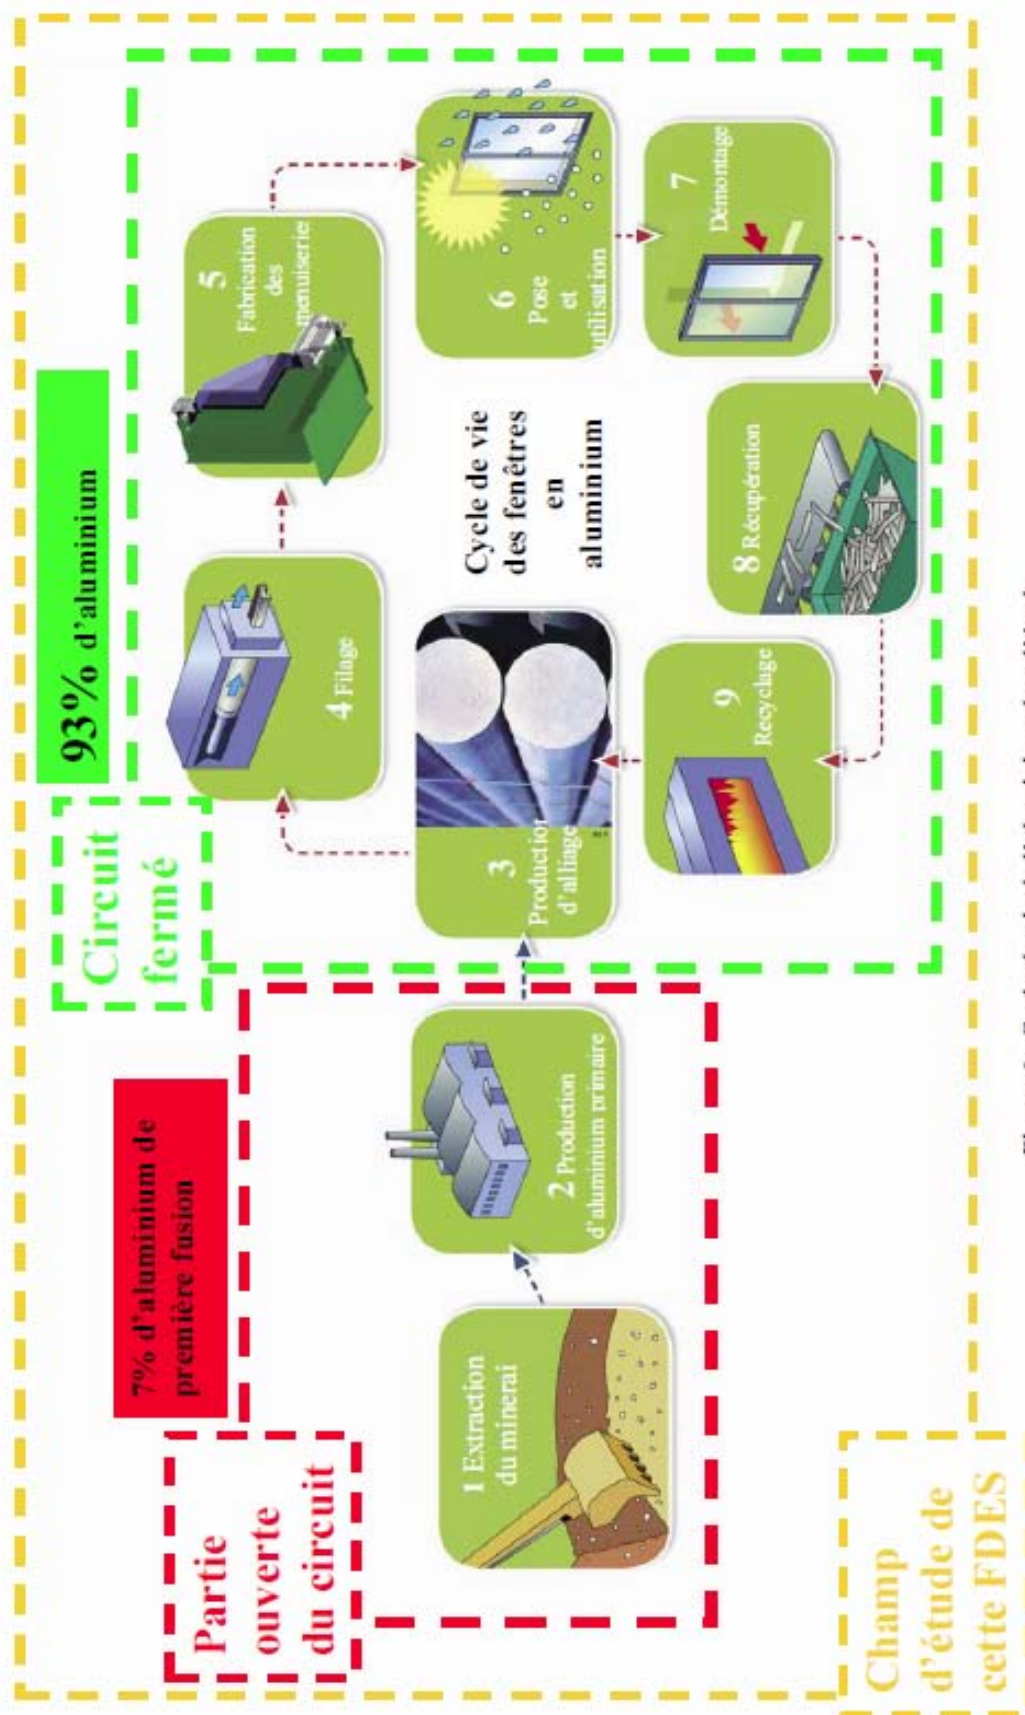 93% d'aluminium
Circuit
fermé
7% d'aluminium de
première fusion
Partie
ouverte
du circuit
1 Extraction
du minerai
2 Production
d'aluminium primaire
3
Production
d'alliage
4 Filage
5
Fabrication
des
menuiserie
6
Pose
et
utilisation
7
Démontage
8 Récupération
9
Recyclage
Cycle de vie
des fenêtres
en
aluminium
Champ
d'étude de
cette FDES